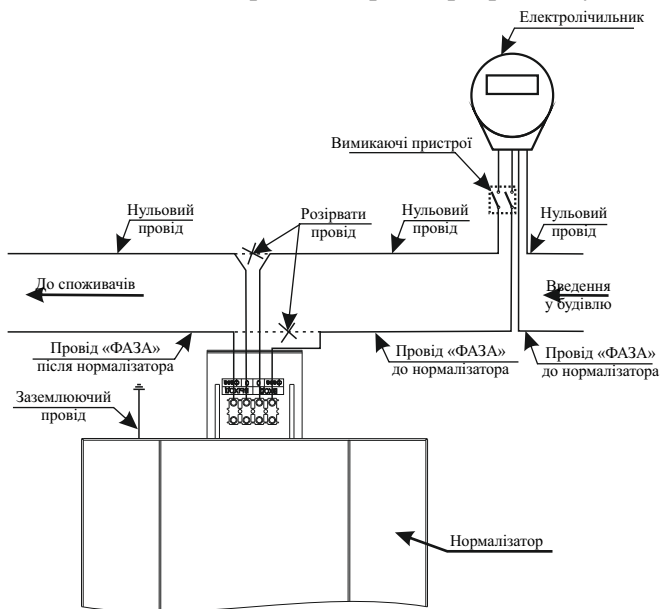 Електролічильник
Вимикаючі пристрої
Нульовий
провід
Розірвати
провід
Нульовий
провід
Нульовий
провід
До споживачів
Введення
у будівлю
Провід «ФАЗА»
після нормалізатора
Провід «ФАЗА»
до нормалізатора
Провід «ФАЗА»
до нормалізатора
Заземлюючий
провід
Нормалізатор